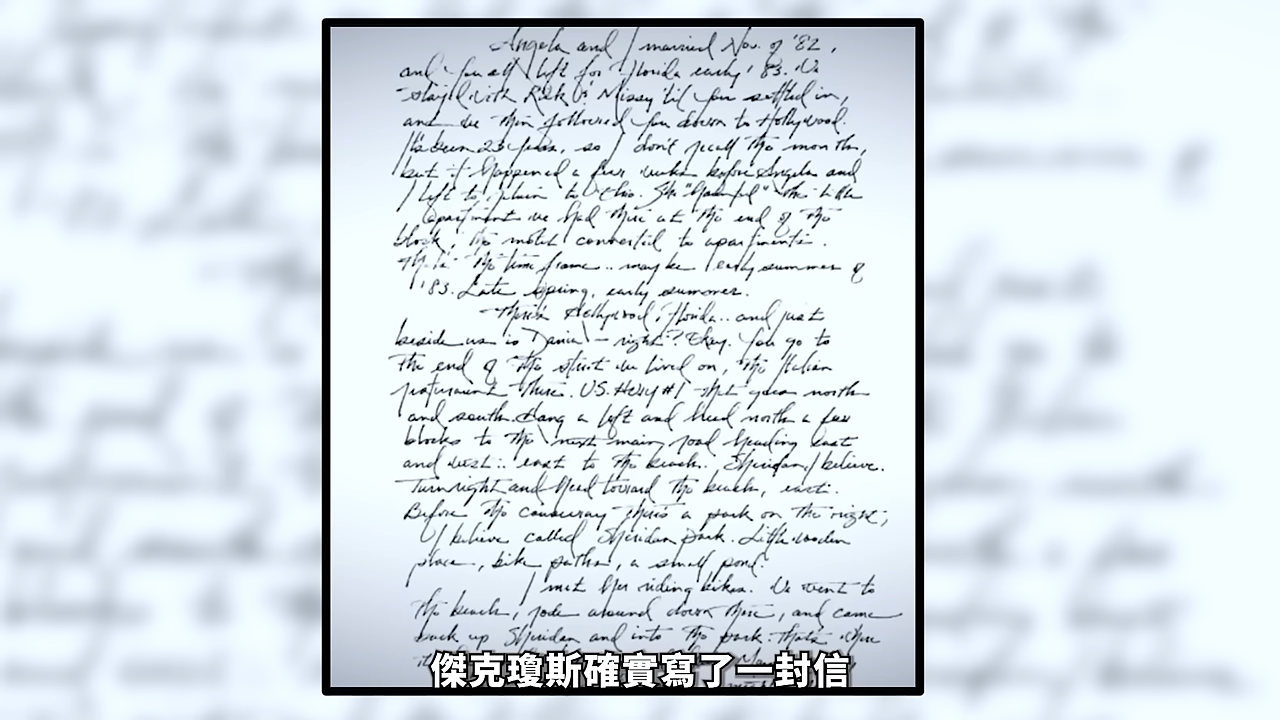 Angela and I married Nov. of '82,
and you all left for Florida early '83. We
stayed with Rick & Missy 'til you settled in,
and we then followed you down to Hollywood.
It's been 23 years, so I don't recall the month,
but it happened a few weeks before Angela and
I left to return to Ohio. She "babysat" the little
apartment we had there at the end of the
block, the motel connected to apartments.
That's the time frame.. maybe early summer of
'83. Late spring, early summer.
There's Hollywood, Florida.. and just
beside us is Dania - right? Okay. You go to
the end of the street we lived on, the Italian
restaurant there. U.S. Hwy #1 that goes north
and south. Hang a left and head north a few
blocks to the next main road heading east
and west.. east to the beach.. Sheridan, I believe.
Turn right and head toward the beach, east.
Before the causeway there's a park on the right,
I believe called Sheridan Park. Little wooden
place, bike paths, a small pond.
I met her riding bikes. We went to
the beach, rode around down there, and came
back up Sheridan and into the park. That's where
傑克瓊斯確實寫了一封信